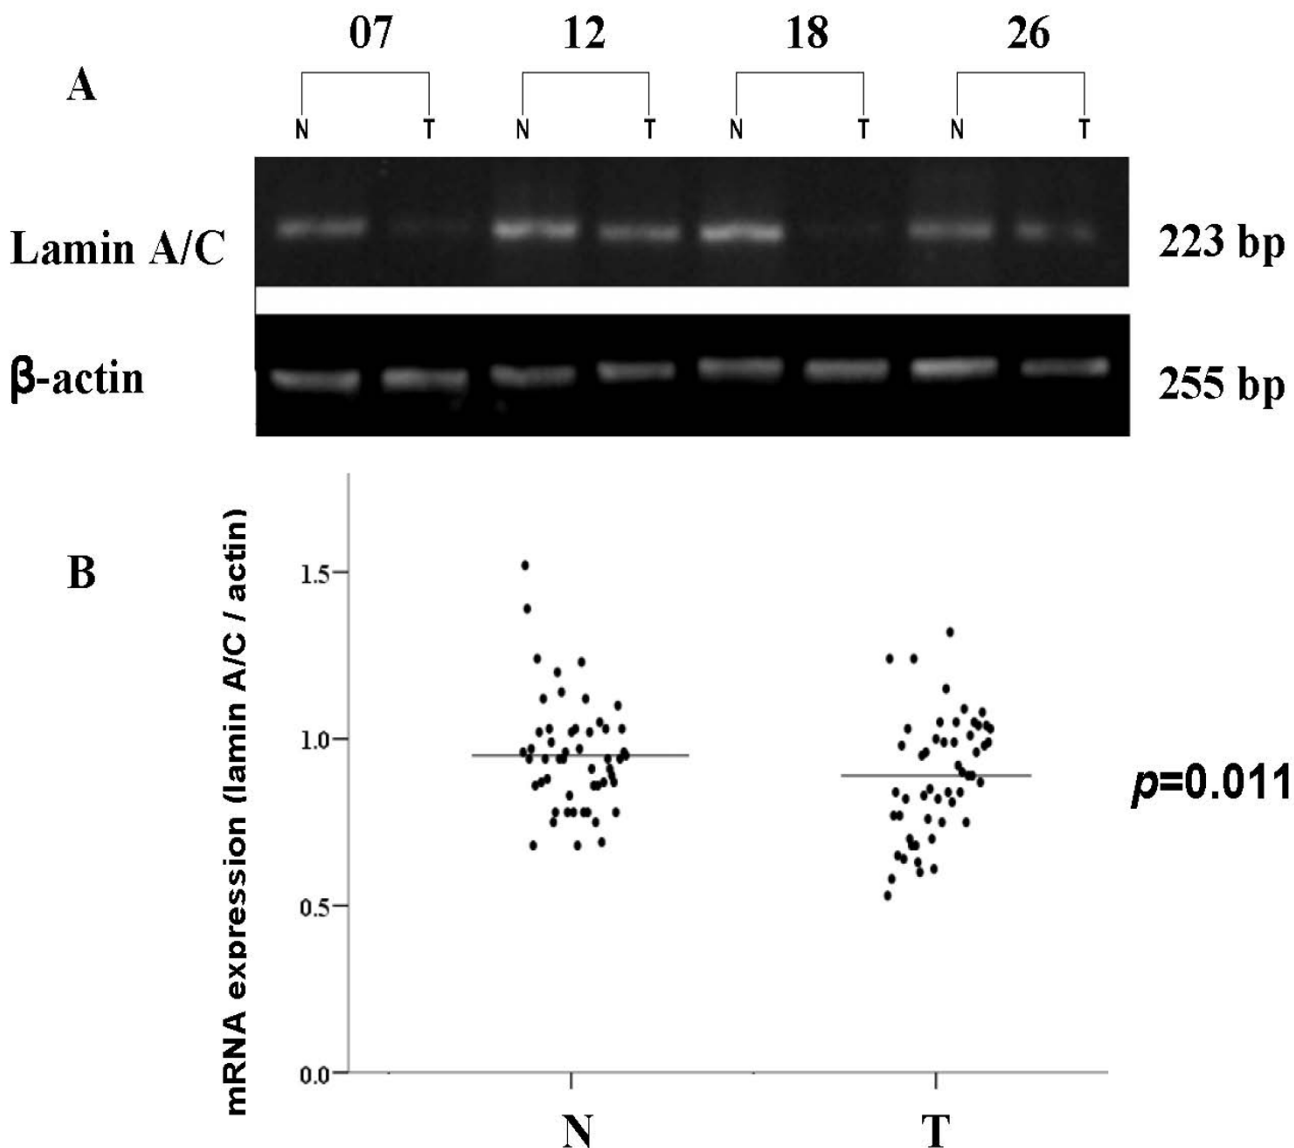 07 12 18 26
A
N T N T N T N T
Lamin A/C
223 bp
β-actin
255 bp
B
mRNA expression (lamin A/C / actin)
1.5
1.0
0.5
0.0
p=0.011
N T